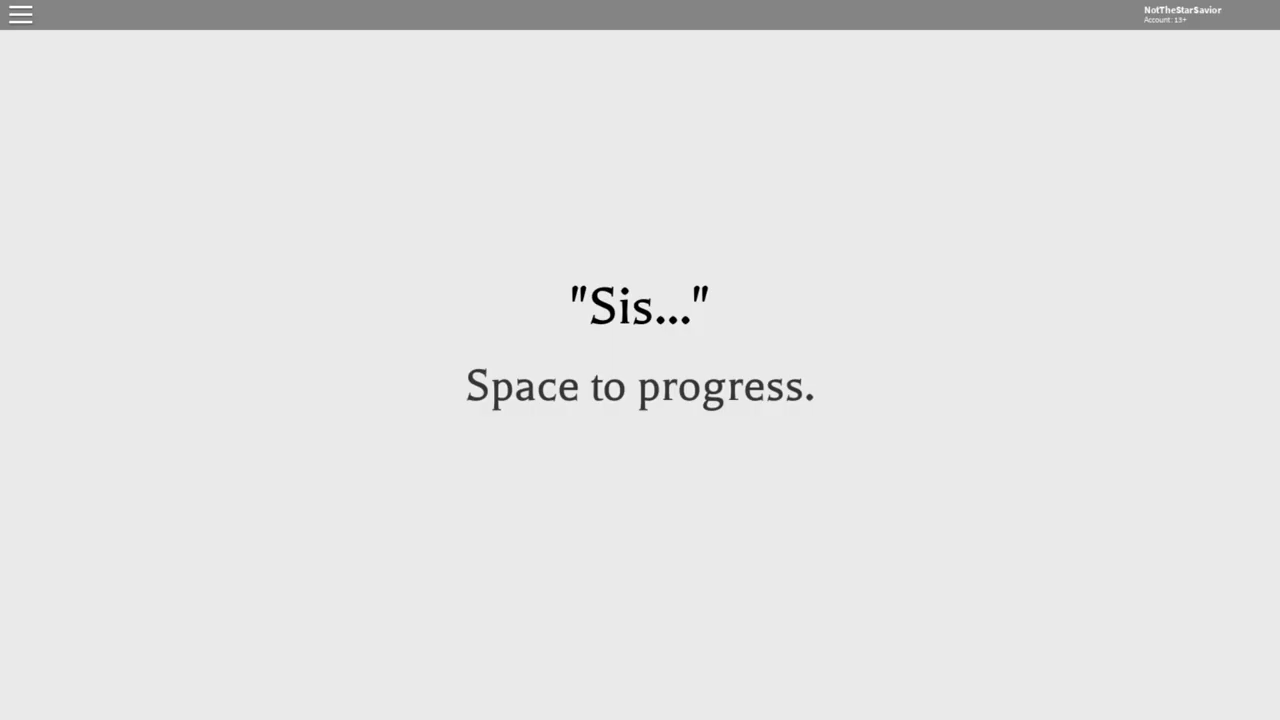 NotTheStarSavior
Account: 13+
"Sis..."
Space to progress.